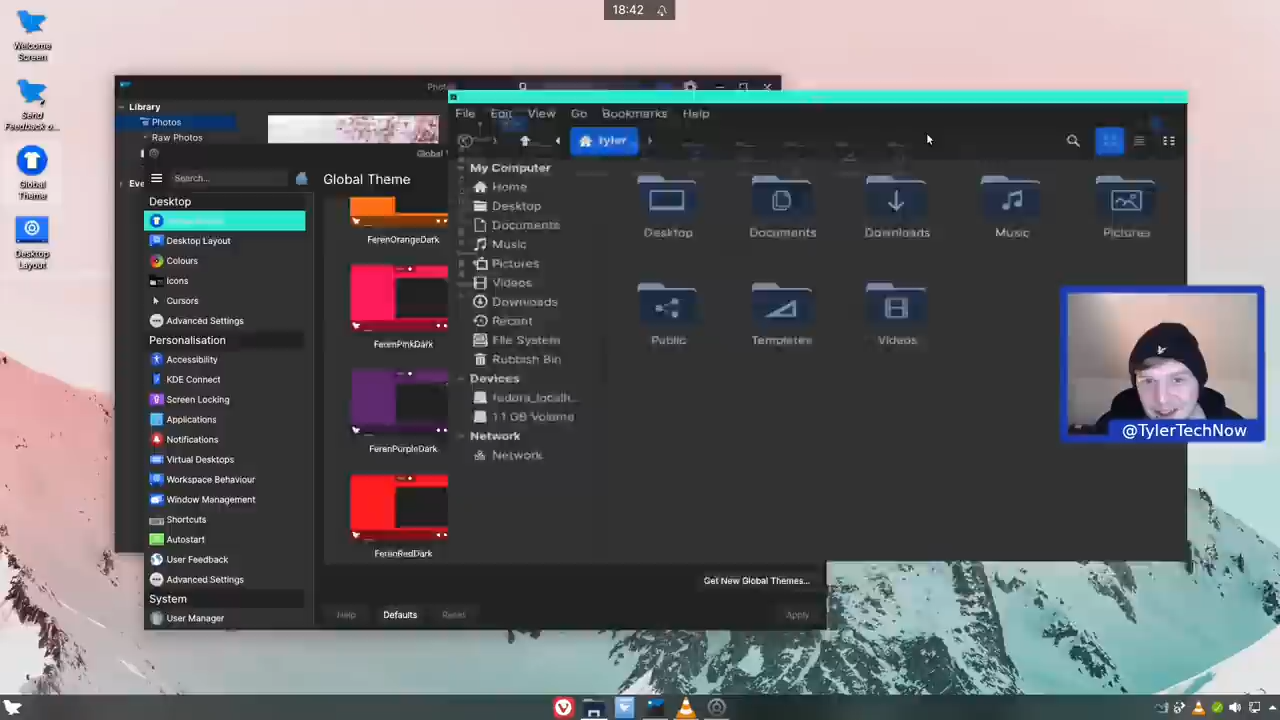 18:42
Welcome
Screen
Send
Feedback o...
Global
Theme
Desktop
Layout
Library
Photos
Raw Photos
Search...
Desktop
Desktop Layout
Colours
Icons
Cursors
Advanced Settings
Personalisation
Accessibility
KDE Connect
Screen Locking
Applications
Notifications
Virtual Desktops
Workspace Behaviour
Window Management
Shortcuts
Autostart
User Feedback
Advanced Settings
System
User Manager
Global Theme
FerenOrangeDark
FerenPinkDark
FerenPurpleDark
FerenRedDark
Get New Global Themes...
Help Defaults Reset Apply
File Edit View Go Bookmarks Help
tyler
My Computer
Home
Desktop
Documents
Music
Pictures
Videos
Downloads
Recent
File System
Rubbish Bin
Devices
fedora_localh...
1.1 GB Volume
Network
Network
Desktop Documents Downloads Music Pictures
Public Templates Videos
@TylerTechNow